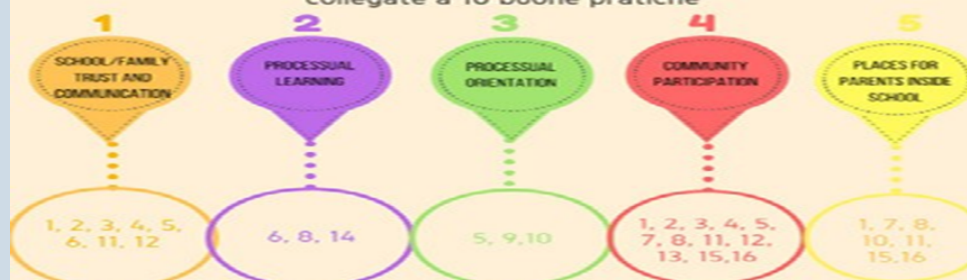 collegate a 16 buone pratiche
1
2
3
4
5
SCHOOL/FAMILY
TRUST AND
COMMUNICATION
PROCESSUAL
LEARNING
PROCESSUAL
ORIENTATION
COMMUNITY
PARTICIPATION
PLACES FOR
PARENTS INSIDE
SCHOOL
1, 2, 3, 4, 5,
6, 11, 12
6, 8, 14
5, 9,10
1, 2, 3, 4, 5,
7, 8, 11, 12,
13, 15,16
1, 7, 8,
10, 11,
15,16